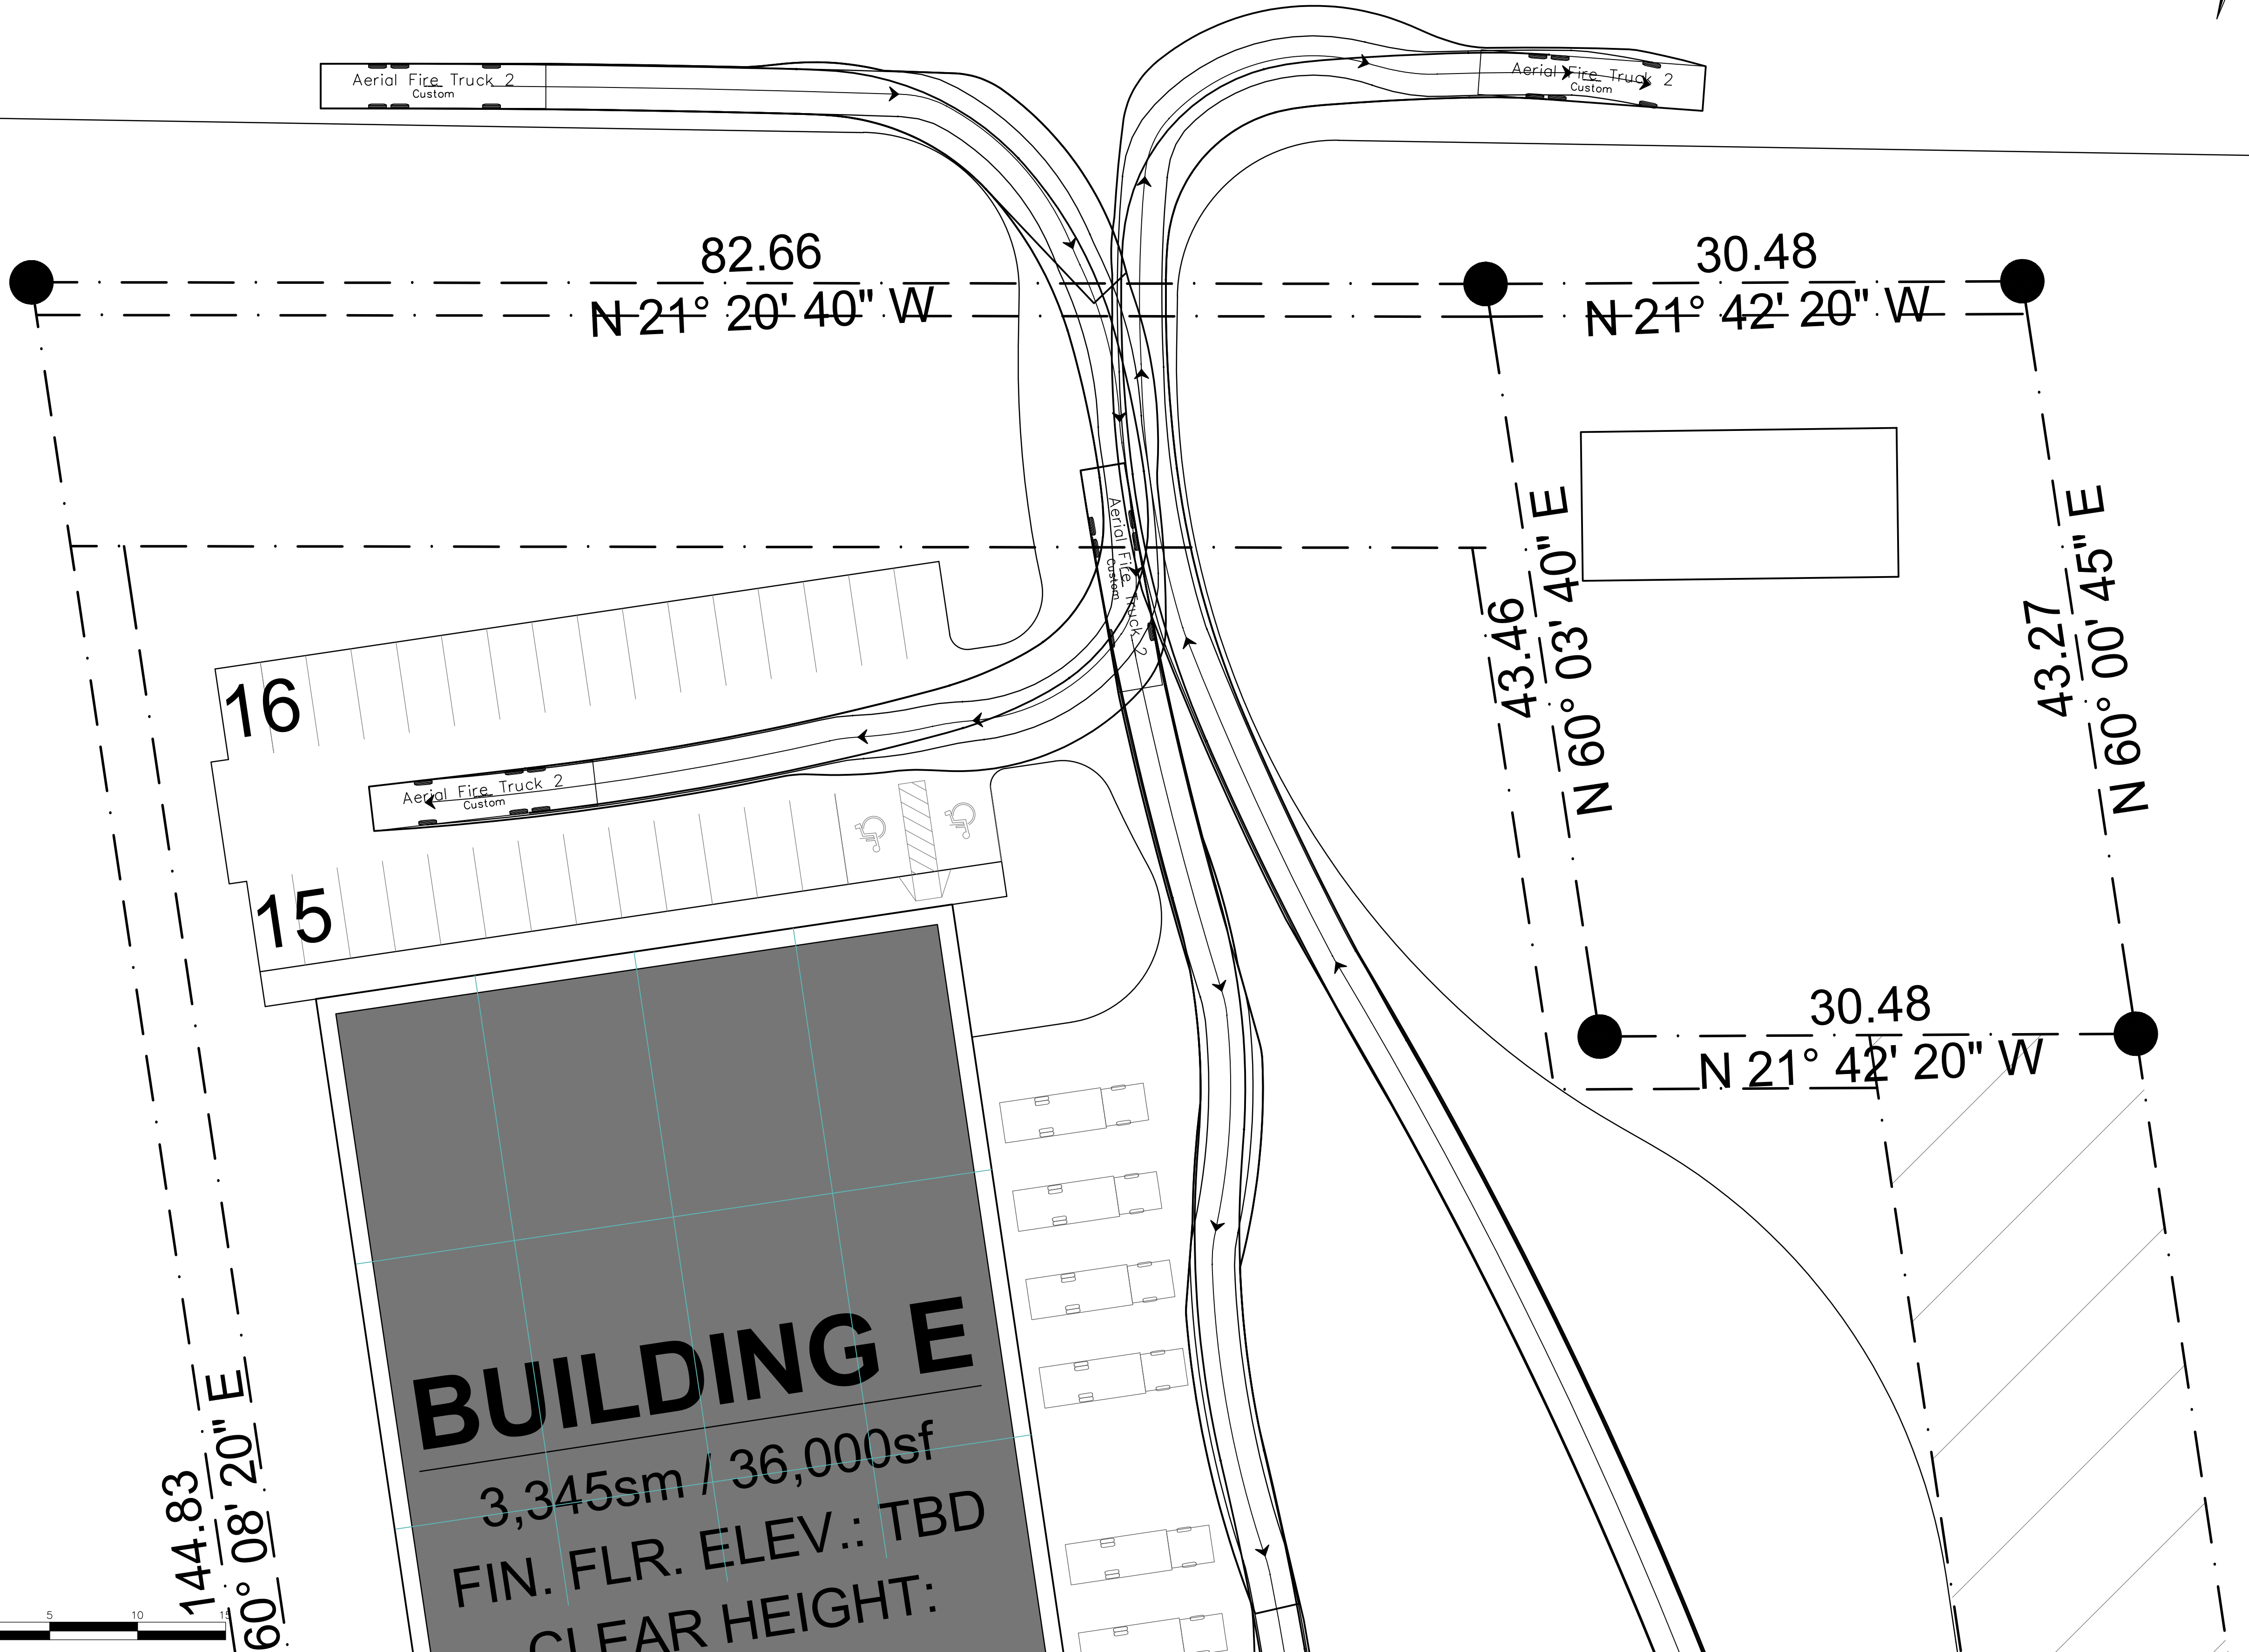 Aerial Fire Truck 2
Custom
Aerial Fire Truck 2
Custom
82.66
N 21° 20' 40" W
30.48
N 21° 42' 20" W
Aerial Fire Truck 2
Custom
43.46
N 60° 03' 40" E
43.27
N 60° 00' 45" E
16
Aerial Fire Truck 2
Custom
15
30.48
N 21° 42' 20" W
BUILDING E
3,345sm / 36,000sf
FIN. FLR. ELEV.: TBD
CLEAR HEIGHT:
144.83
60° 08' 20" E
5 10 15